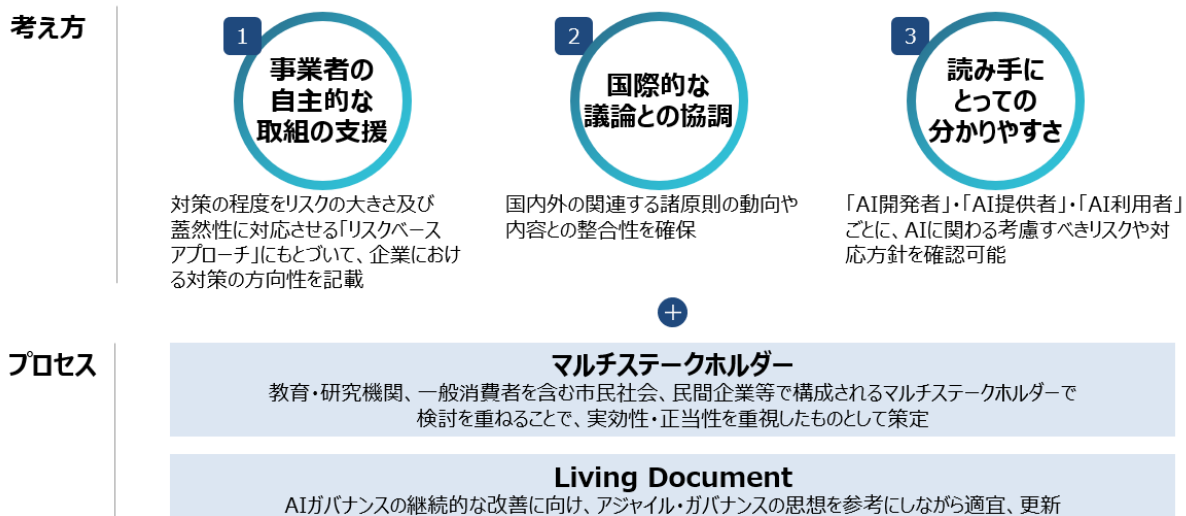 考え方
1
事業者の
自主的な
取組の支援
対策の程度をリスクの大きさ及び
蓋然性に対応させる「リスクベース
アプローチ」にもとづいて、企業におけ
る対策の方向性を記載
2
国際的な
議論との協調
国内外の関連する諸原則の動向や
内容との整合性を確保
3
読み手に
とっての
分かりやすさ
「AI開発者」・「AI提供者」・「AI利用者」
ごとに、AIに関わる考慮すべきリスクや対
応方針を確認可能
+
プロセス
マルチステークホルダー
教育・研究機関、一般消費者を含む市民社会、民間企業等で構成されるマルチステークホルダーで
検討を重ねることで、実効性・正当性を重視したものとして策定
Living Document
AIガバナンスの継続的な改善に向け、アジャイル・ガバナンスの思想を参考にしながら適宜、更新